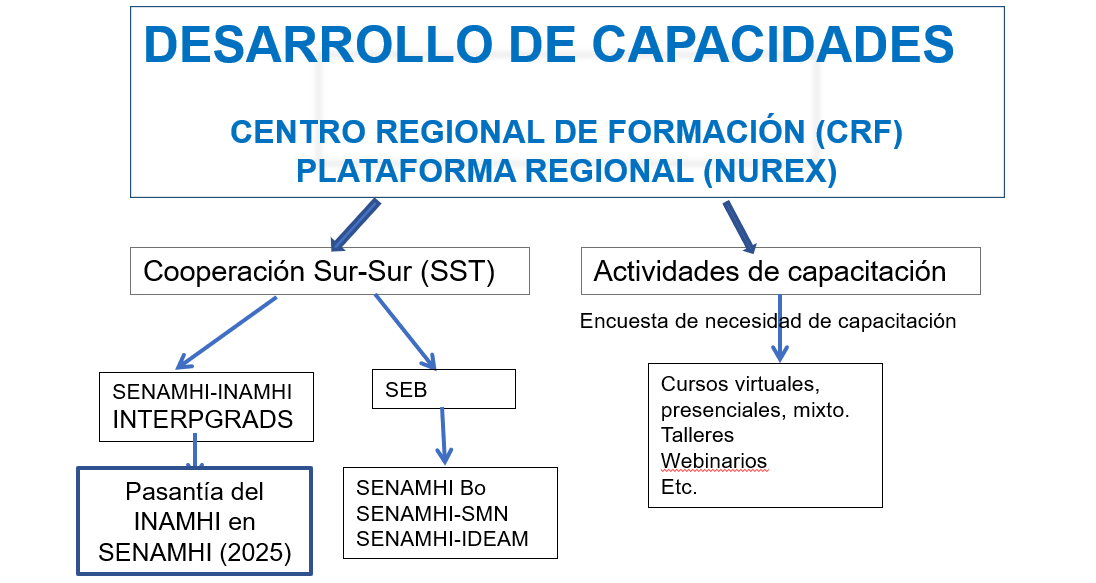 DESARROLLO DE CAPACIDADES
CENTRO REGIONAL DE FORMACIÓN (CRF)
PLATAFORMA REGIONAL (NUREX)
Cooperación Sur-Sur (SST)
Actividades de capacitación
Encuesta de necesidad de capacitación
SENAMHI-INAMHI
INTERPGRADS
SEB
Cursos virtuales,
presenciales, mixto.
Talleres
Webinarios
Etc.
Pasantía del
INAMHI en
SENAMHI (2025)
SENAMHI Bo
SENAMHI-SMN
SENAMHI-IDEAM